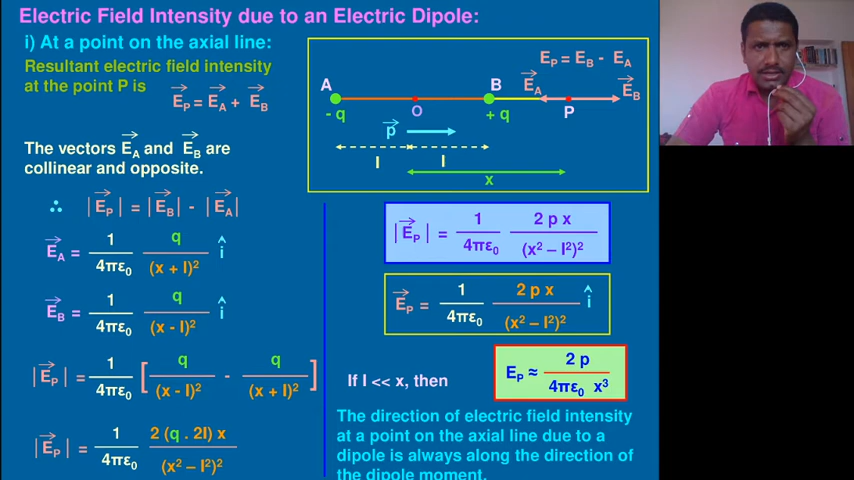 Electric Field Intensity due to an Electric Dipole:
i) At a point on the axial line:
Resultant electric field intensity
at the point P is
E⃗P = E⃗A + E⃗B
The vectors E⃗A and E⃗B are
collinear and opposite.
∴ |E⃗P| = |E⃗B| - |E⃗A|
E⃗A = 1/4πε0 q/(x + l)² î
E⃗B = 1/4πε0 q/(x - l)² î
|E⃗P| = 1/4πε0 [ q/(x - l)² - q/(x + l)² ]
|E⃗P| = 1/4πε0 2 (q . 2l) x/(x² – l²)²
EP = EB - EA
A B E⃗A E⃗B
- q O + q P
p⃗
l l
x
|E⃗P| = 1/4πε0 2 p x/(x² – l²)²
E⃗P = 1/4πε0 2 p x/(x² – l²)² î
If l << x, then
EP ≈ 2 p/4πε0 x³
The direction of electric field intensity
at a point on the axial line due to a
dipole is always along the direction of
the dipole moment.